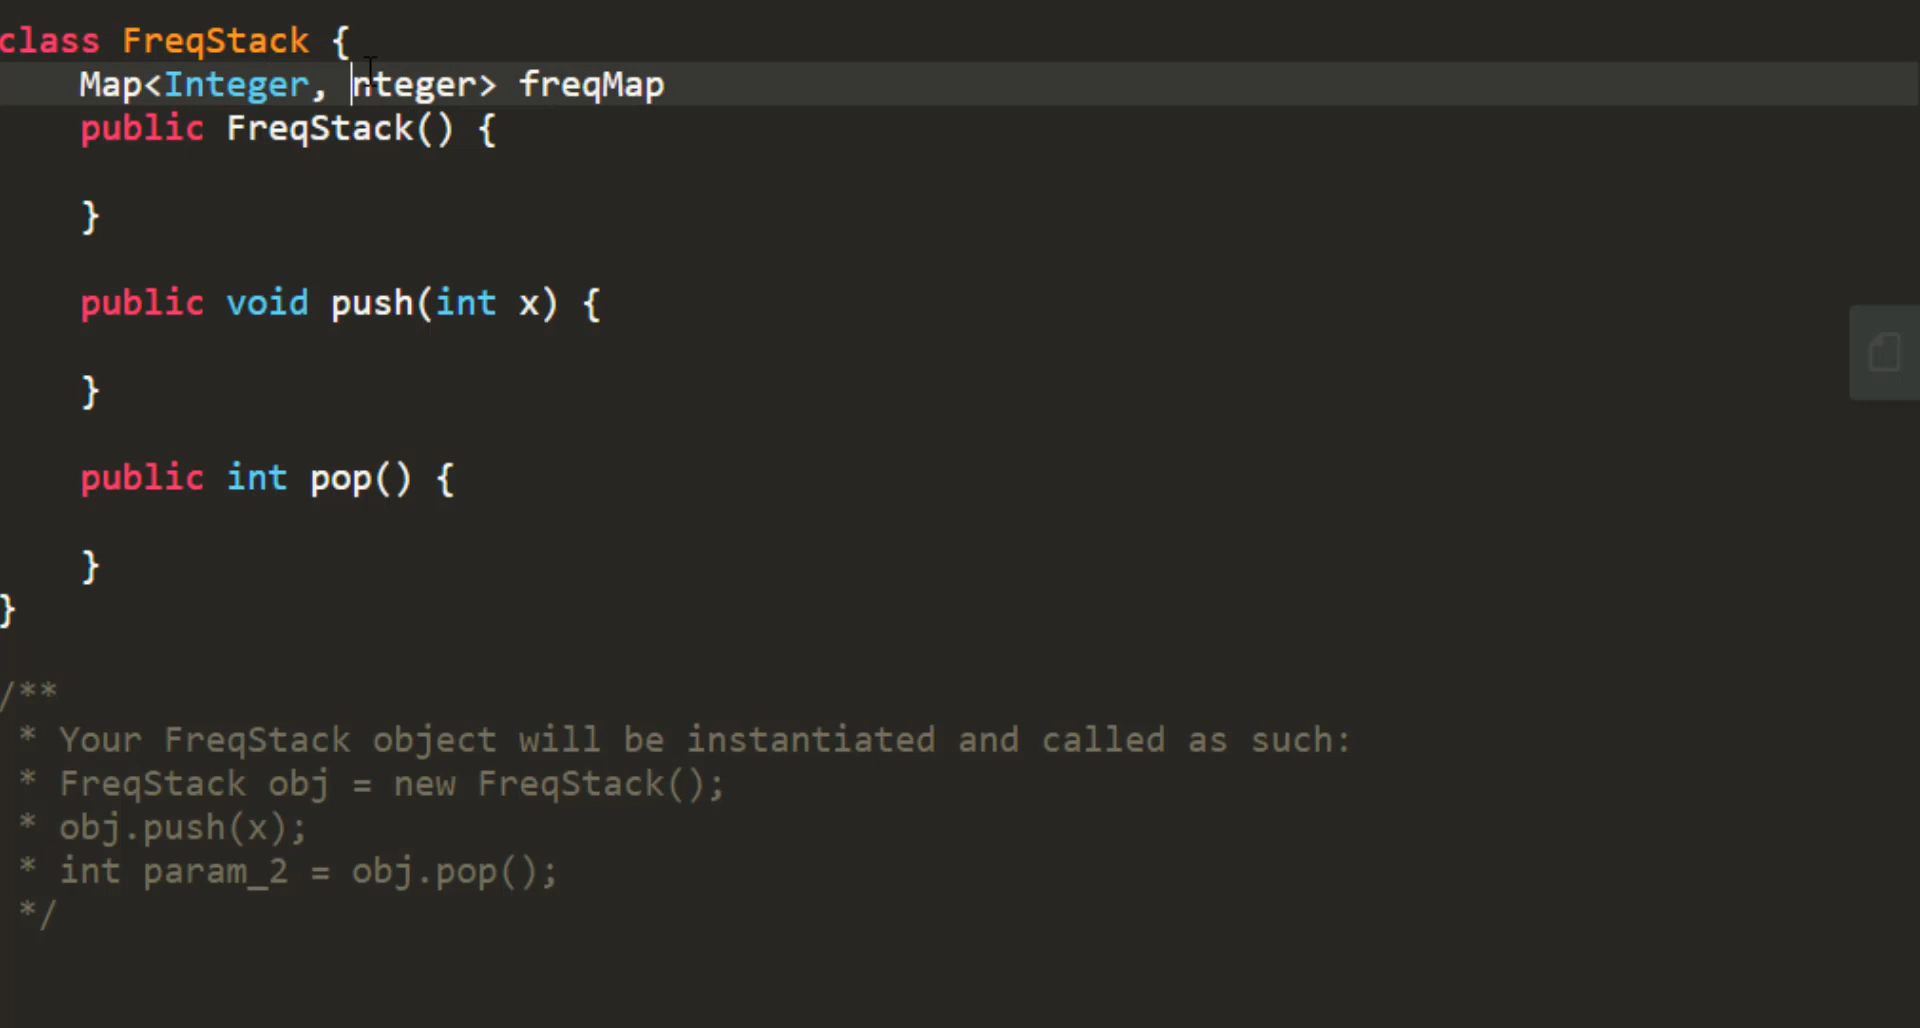 class FreqStack {
    Map<Integer, nteger> freqMap
    public FreqStack() {

    }

    public void push(int x) {

    }

    public int pop() {

    }
}

/**
 * Your FreqStack object will be instantiated and called as such:
 * FreqStack obj = new FreqStack();
 * obj.push(x);
 * int param_2 = obj.pop();
 */